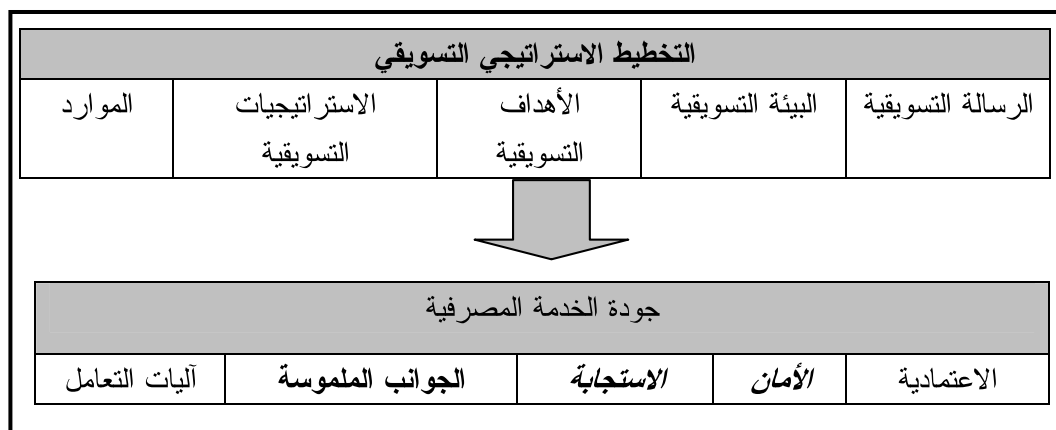 التخطيط الاستراتيجي التسويقي
الرسالة التسويقية
البيئة التسويقية
الأهداف
التسويقية
الاستراتيجيات
التسويقية
الموارد
جودة الخدمة المصرفية
الاعتمادية
الأمان
الاستجابة
الجوانب الملموسة
آليات التعامل